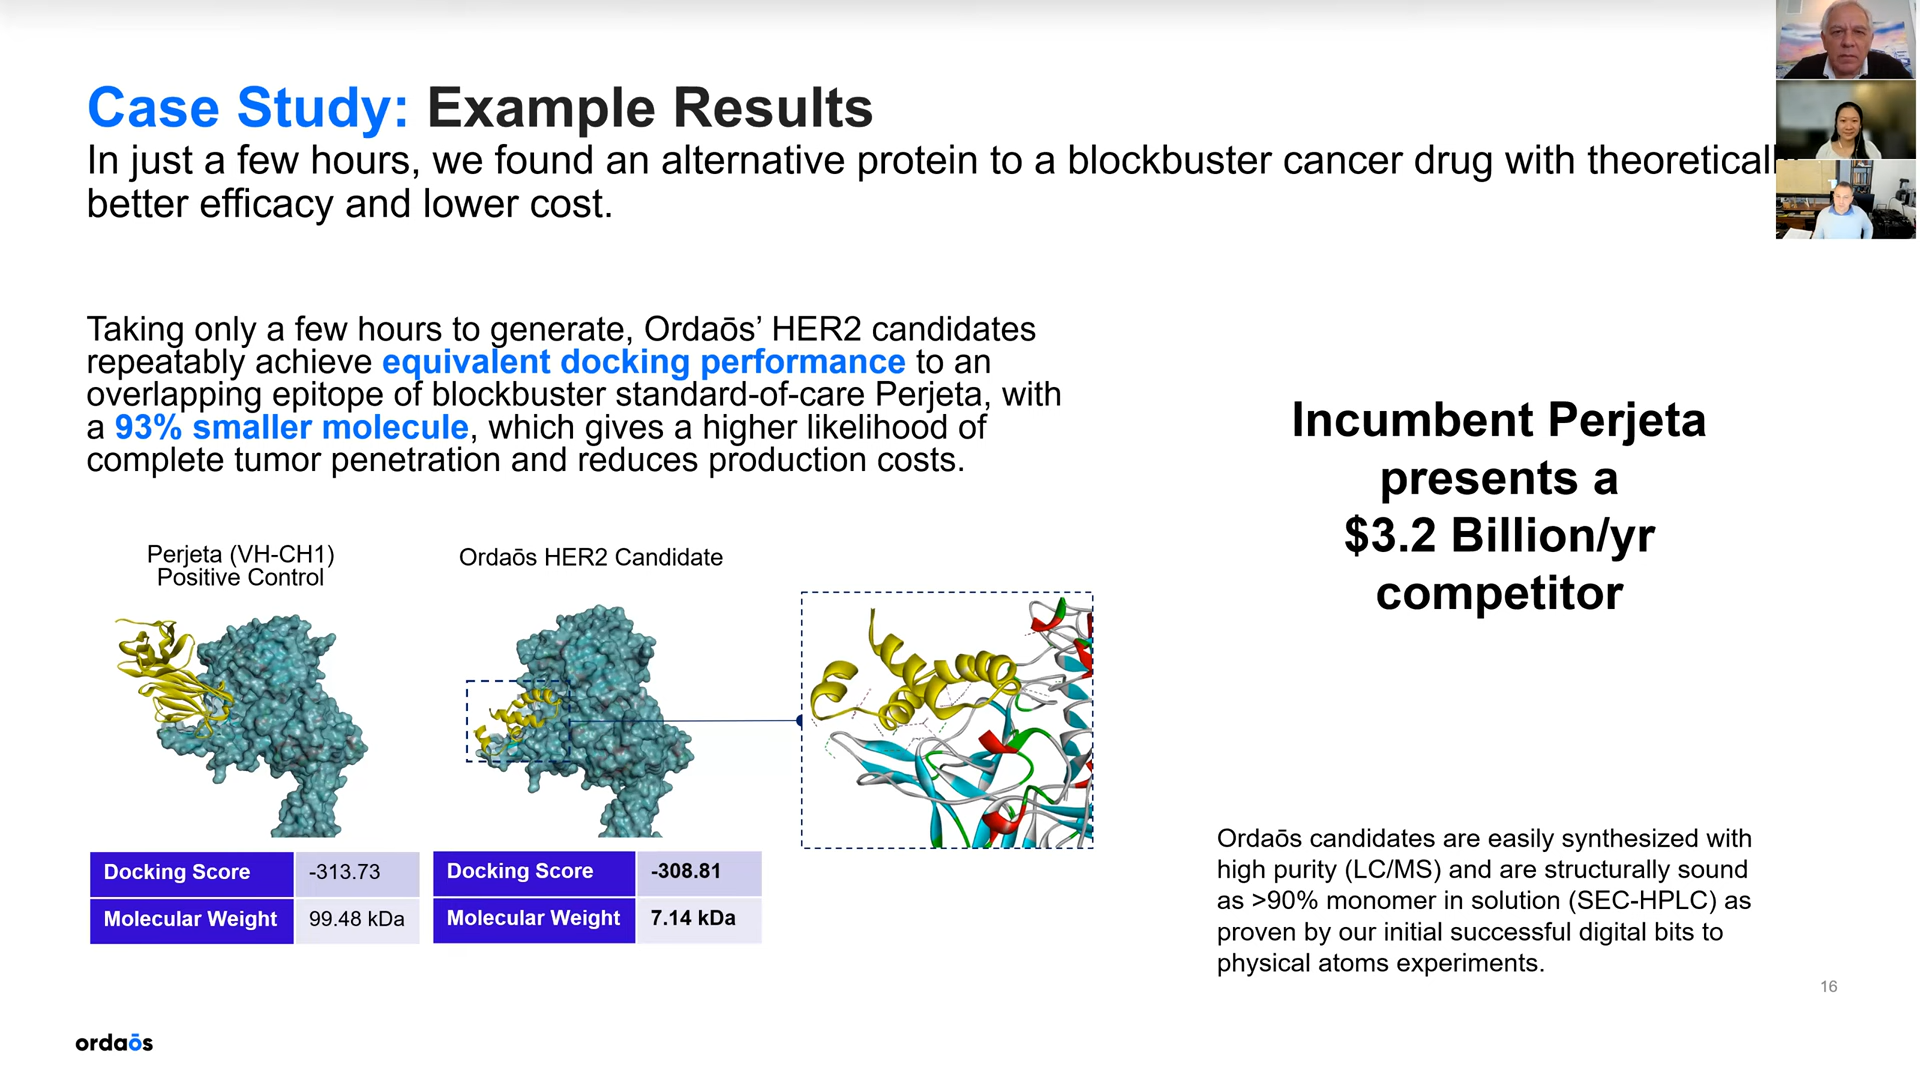 Case Study: Example Results
In just a few hours, we found an alternative protein to a blockbuster cancer drug with
better efficacy and lower cost.
Taking only a few hours to generate, Ordaōs’ HER2 candidates
repeatably achieve equivalent docking performance to an
overlapping epitope of blockbuster standard-of-care Perjeta, with
a 93% smaller molecule, which gives a higher likelihood of
complete tumor penetration and reduces production costs.
Incumbent Perjeta
presents a
$3.2 Billion/yr
competitor
Perjeta (VH-CH1)
Positive Control
Ordaōs HER2 Candidate
Docking Score -313.73
Molecular Weight 99.48 kDa
Docking Score -308.81
Molecular Weight 7.14 kDa
Ordaōs candidates are easily synthesized with
high purity (LC/MS) and are structurally sound
as >90% monomer in solution (SEC-HPLC) as
proven by our initial successful digital bits to
physical atoms experiments.
16
ordaōs